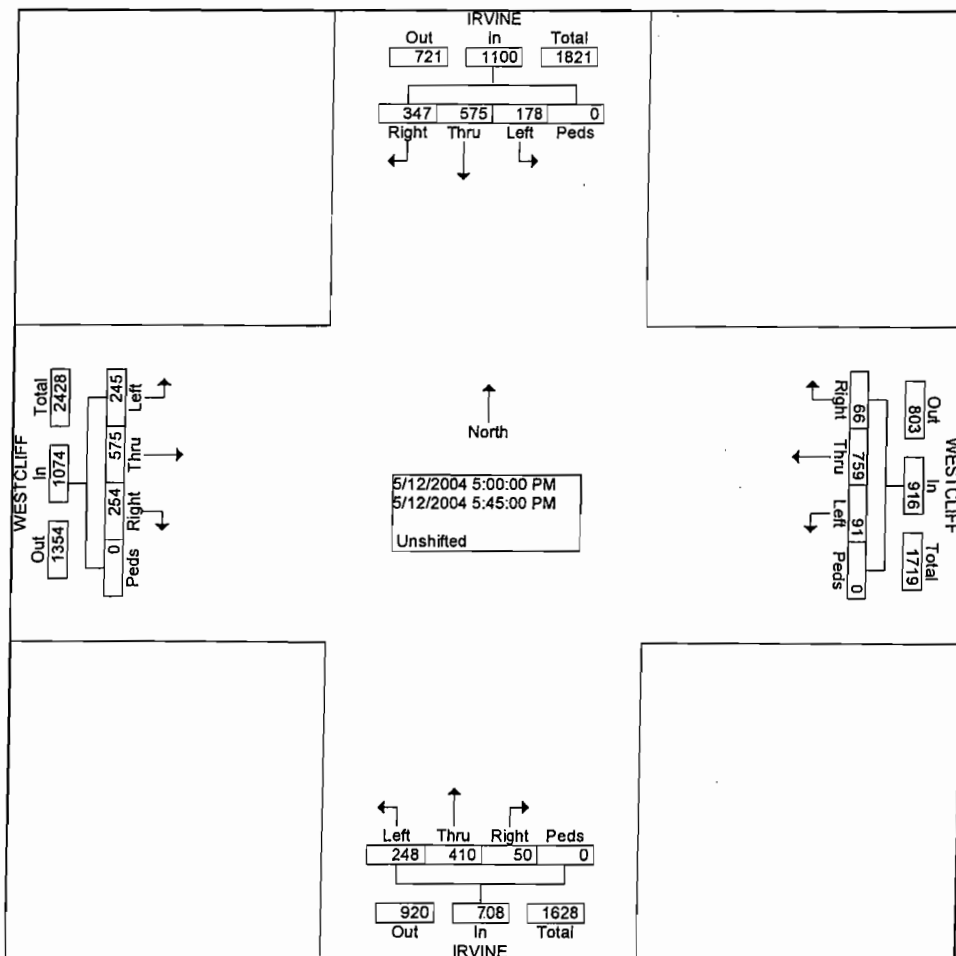 IRVINE
Out In Total
721 1100 1821
347 575 178 0
Right Thru Left Peds
WESTCLIFF
Total In Out
2428 1074 1354
245 575 254 0
Left Thru Right Peds
North
5/12/2004 5:00:00 PM
5/12/2004 5:45:00 PM
Unshifted
Right Thru Left Peds
66 759 91 0
Out In Total
803 916 1719
WESTCLIFF
Left Thru Right Peds
248 410 50 0
920 708 1628
Out In Total
IRVINE